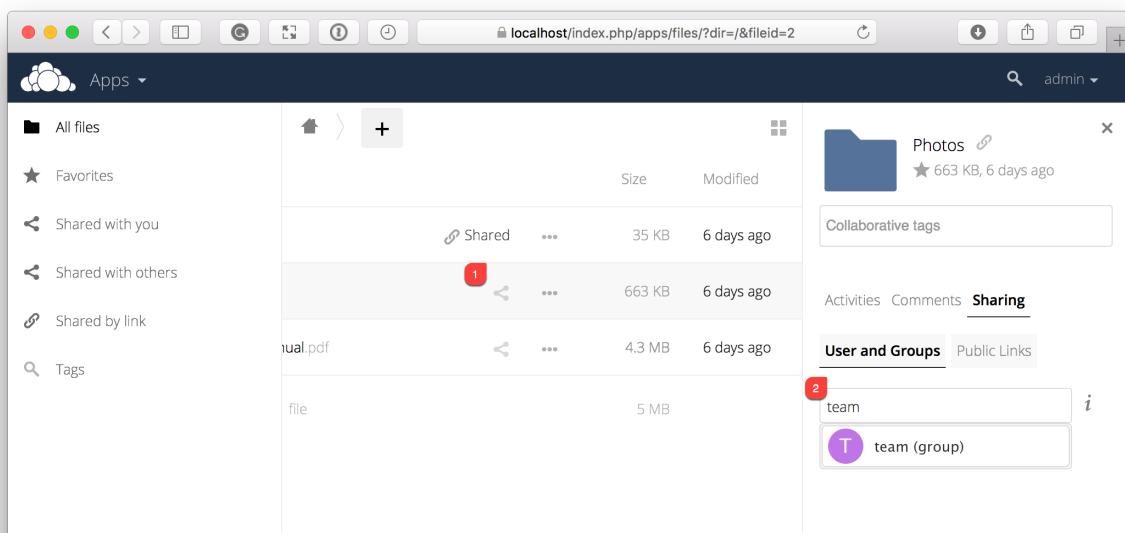 localhost/index.php/apps/files/?dir=/&fileid=2
Apps
admin
All files
Favorites
Shared with you
Shared with others
Shared by link
Tags
Size Modified
Shared 35 KB 6 days ago
1
663 KB 6 days ago
nual.pdf 4.3 MB 6 days ago
file 5 MB
Photos
663 KB, 6 days ago
Collaborative tags
Activities Comments Sharing
User and Groups Public Links
2
team
i
T team (group)